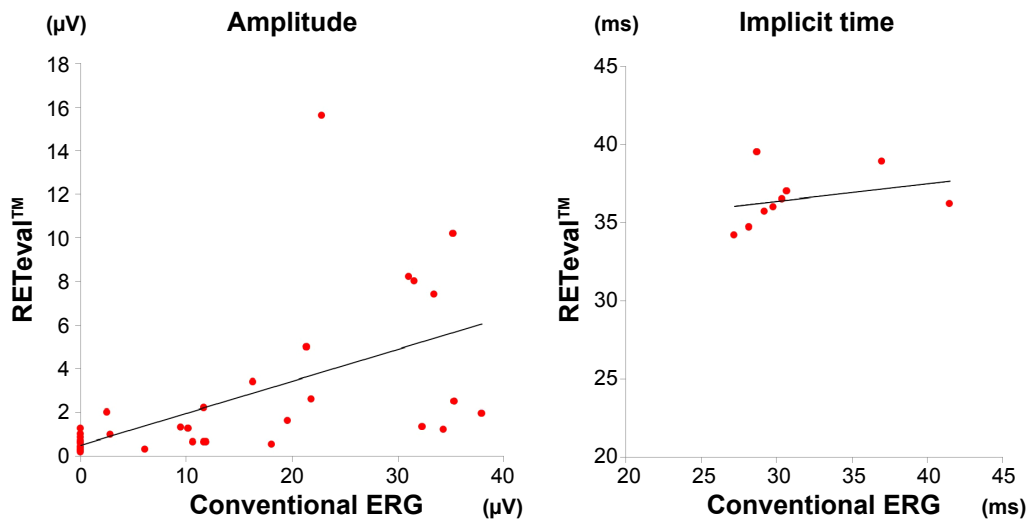 (µV) Amplitude
18
16
14
12
10
8
6
4
2
0
RETeval™
0 10 20 30 40
Conventional ERG (µV)
(ms) Implicit time
45
40
35
30
25
20
RETeval™
20 25 30 35 40 45
Conventional ERG (ms)